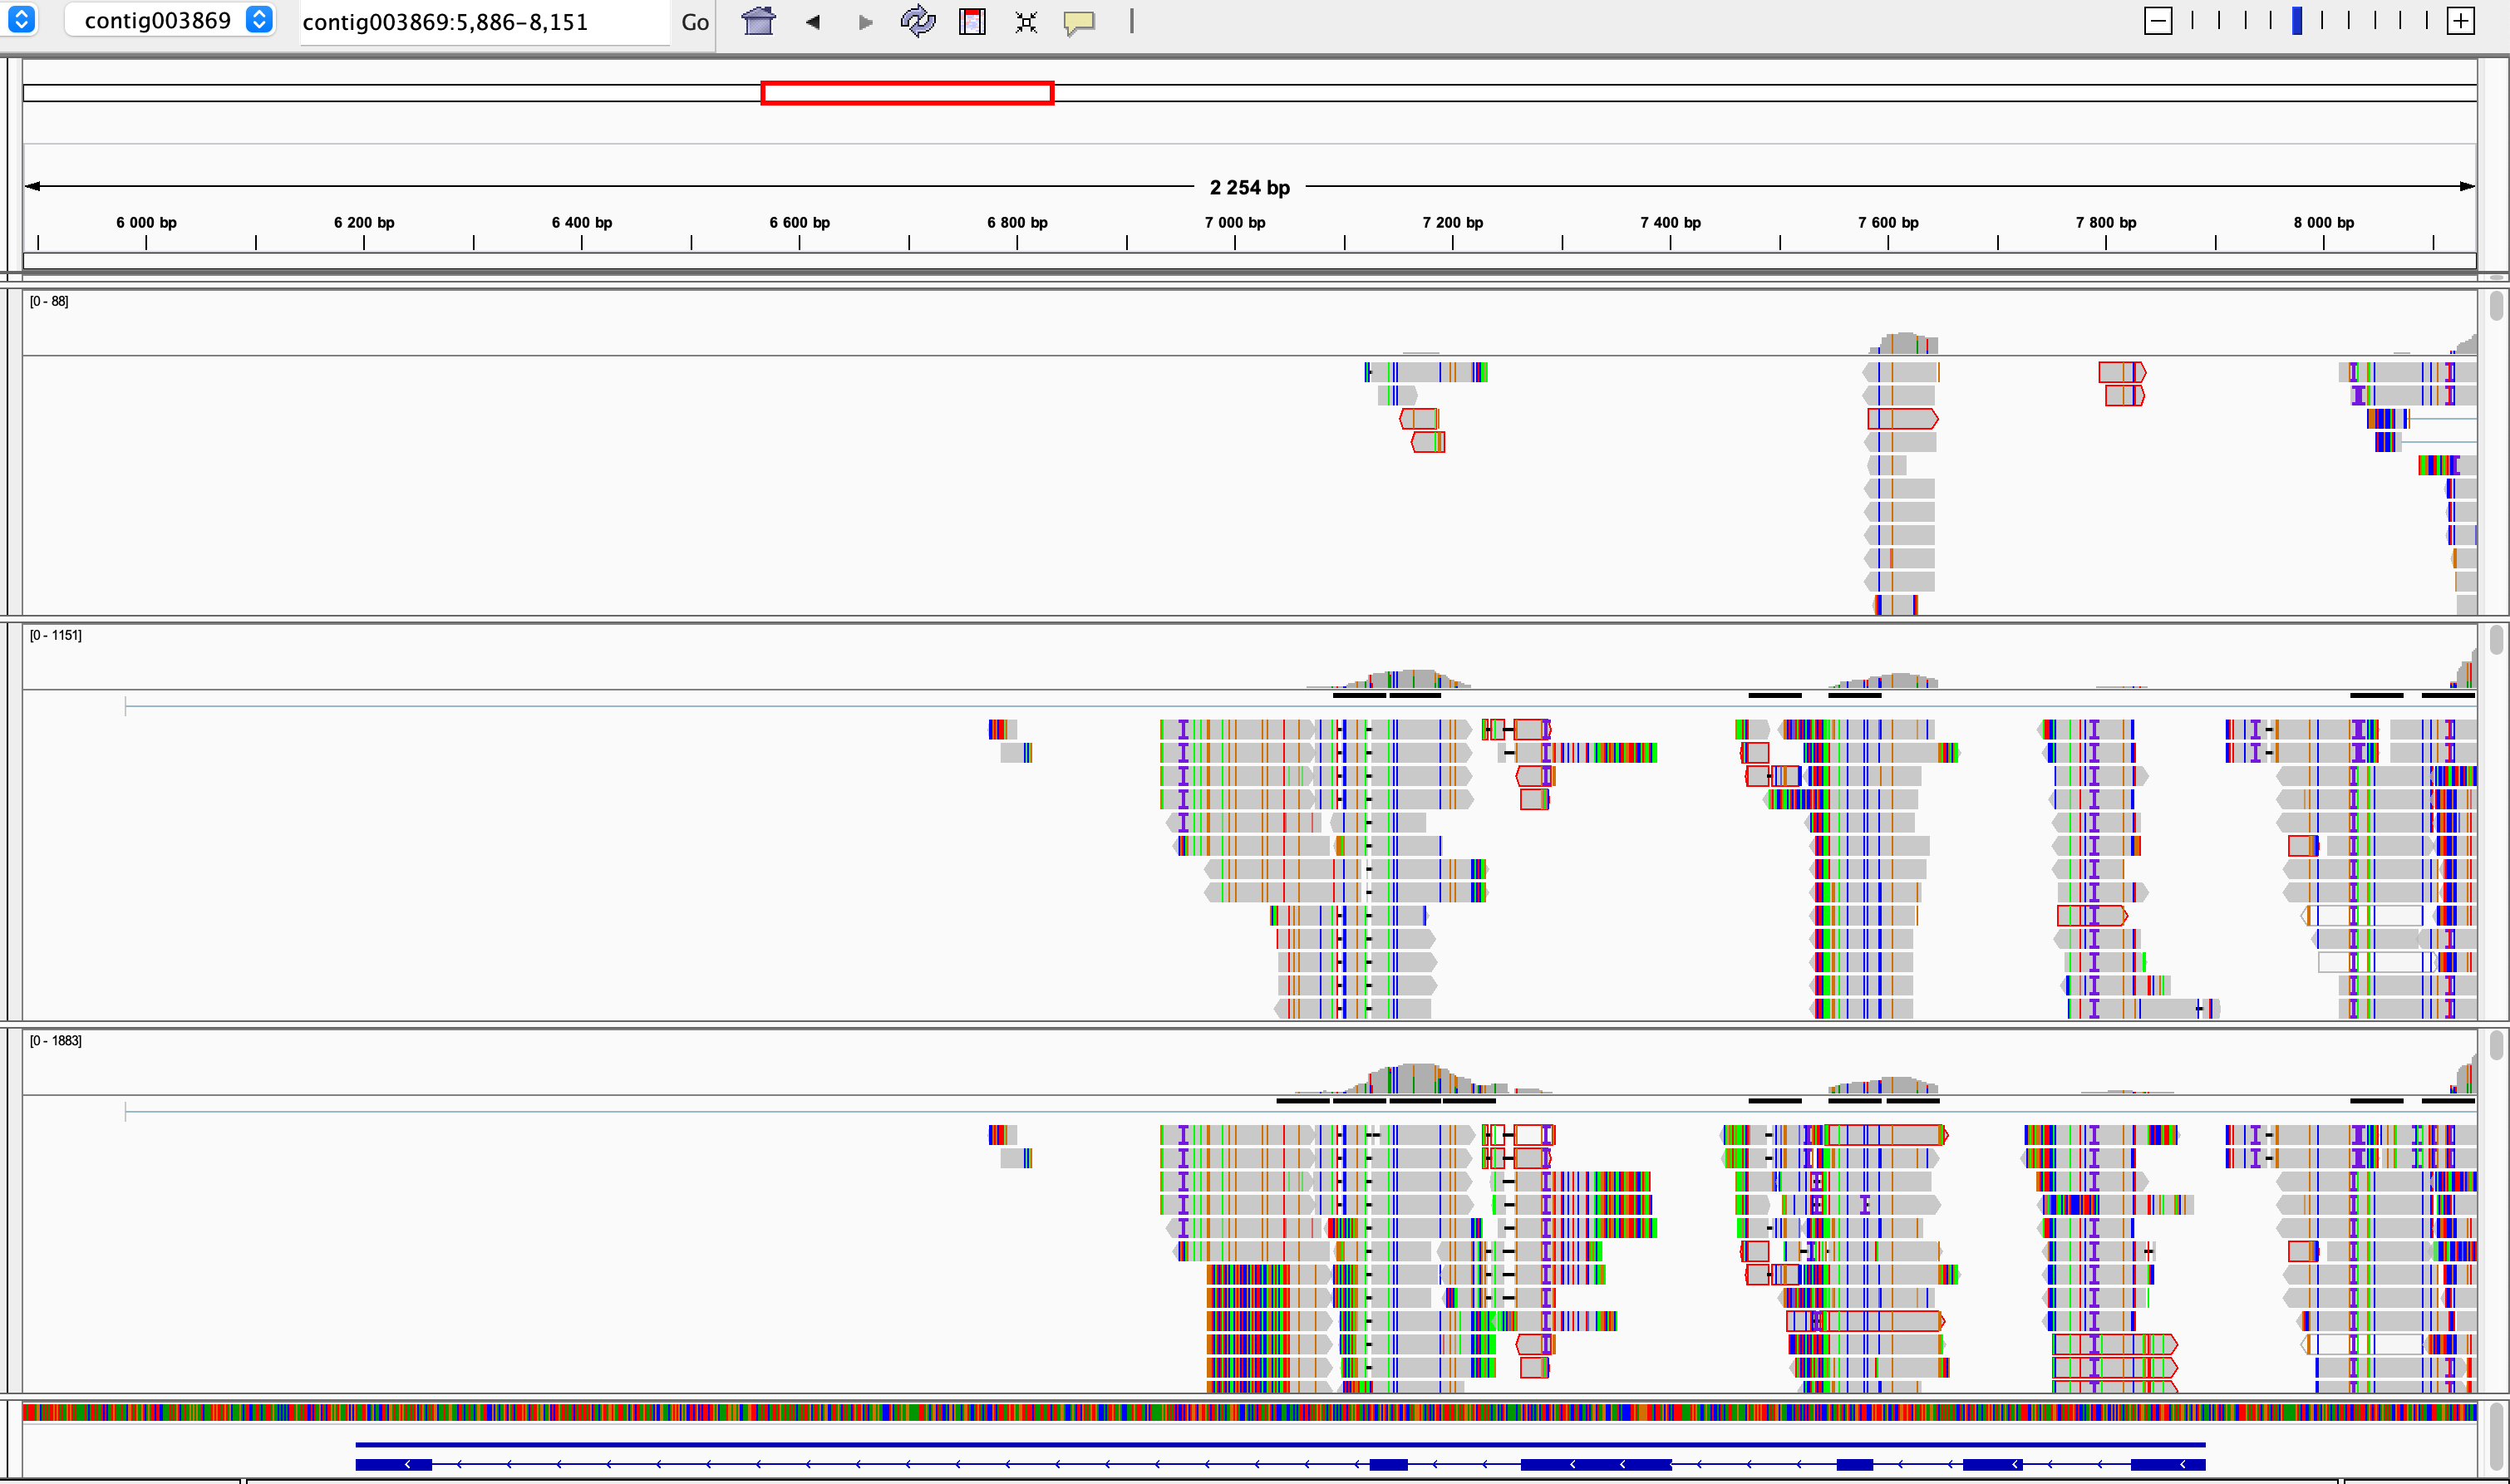 contig003869 contig003869:5,886-8,151 Go
2 254 bp
6 000 bp 6 200 bp 6 400 bp 6 600 bp 6 800 bp 7 000 bp 7 200 bp 7 400 bp 7 600 bp 7 800 bp 8 000 bp
[0 - 88]
[0 - 1151]
[0 - 1883]